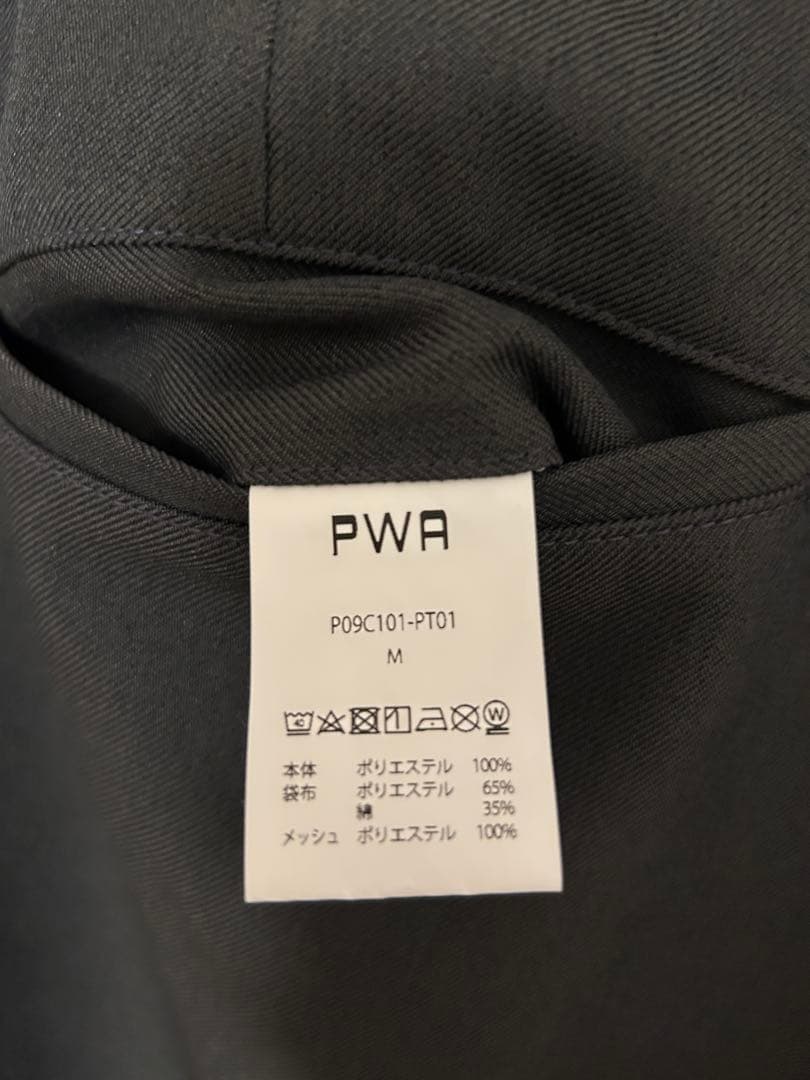 PWA
P09C101-PT01
M
40 W
本体 ポリエステル 100%
袋布 ポリエステル 65%
綿 35%
メッシュ ポリエステル 100%